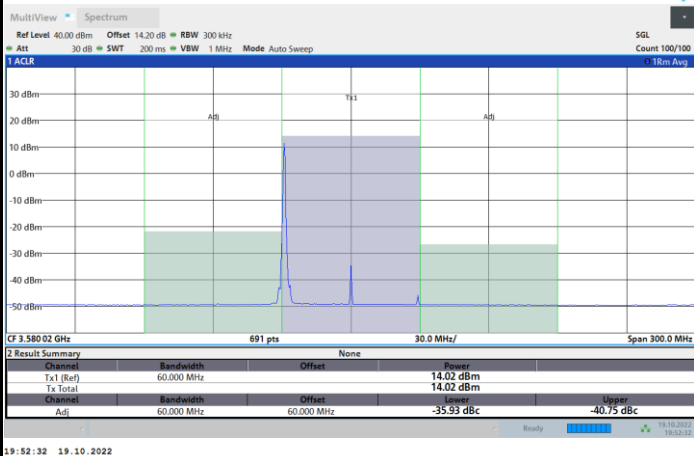 MultiView Spectrum
Ref Level 40.00 dBm Offset 14.20 dB RBW 300 kHz SGL
Att 30 dB SWT 200 ms VBW 1 MHz Mode Auto Sweep Count 100/100
1 ACLR 1Rm Avg
30 dBm
Tx1
20 dBm
Adj Adj
10 dBm
0 dBm
-10 dBm
-20 dBm
-30 dBm
-40 dBm
-50 dBm
CF 3.580 02 GHz 691 pts 30.0 MHz/ Span 300.0 MHz
2 Result Summary None
Channel Bandwidth Offset Power
Tx1 (Ref) 60.000 MHz 14.02 dBm
Tx Total 14.02 dBm
Channel Bandwidth Offset Lower Upper
Adj 60.000 MHz 60.000 MHz -35.93 dBc -40.75 dBc
Ready 19.10.2022
19:52:32
19:52:32 19.10.2022